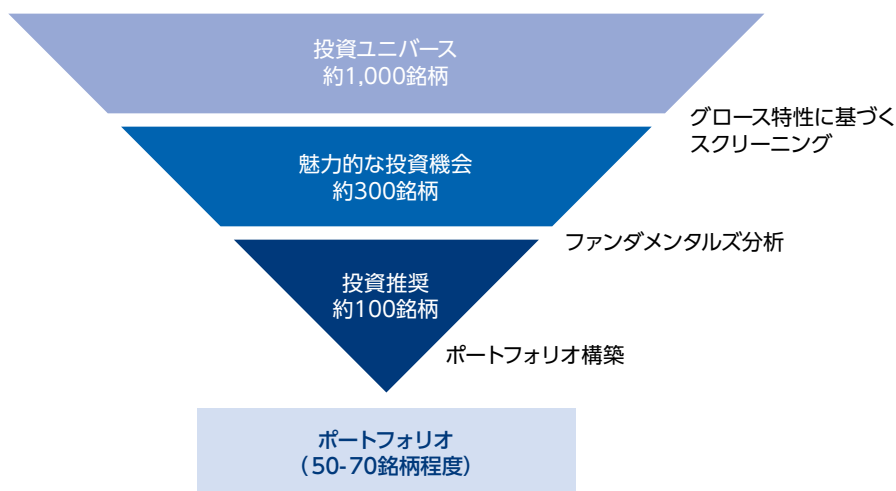 投資ユニバース
約1,000銘柄
グロース特性に基づく
スクリーニング
魅力的な投資機会
約300銘柄
ファンダメンタルズ分析
投資推奨
約100銘柄
ポートフォリオ構築
ポートフォリオ
(50-70銘柄程度)